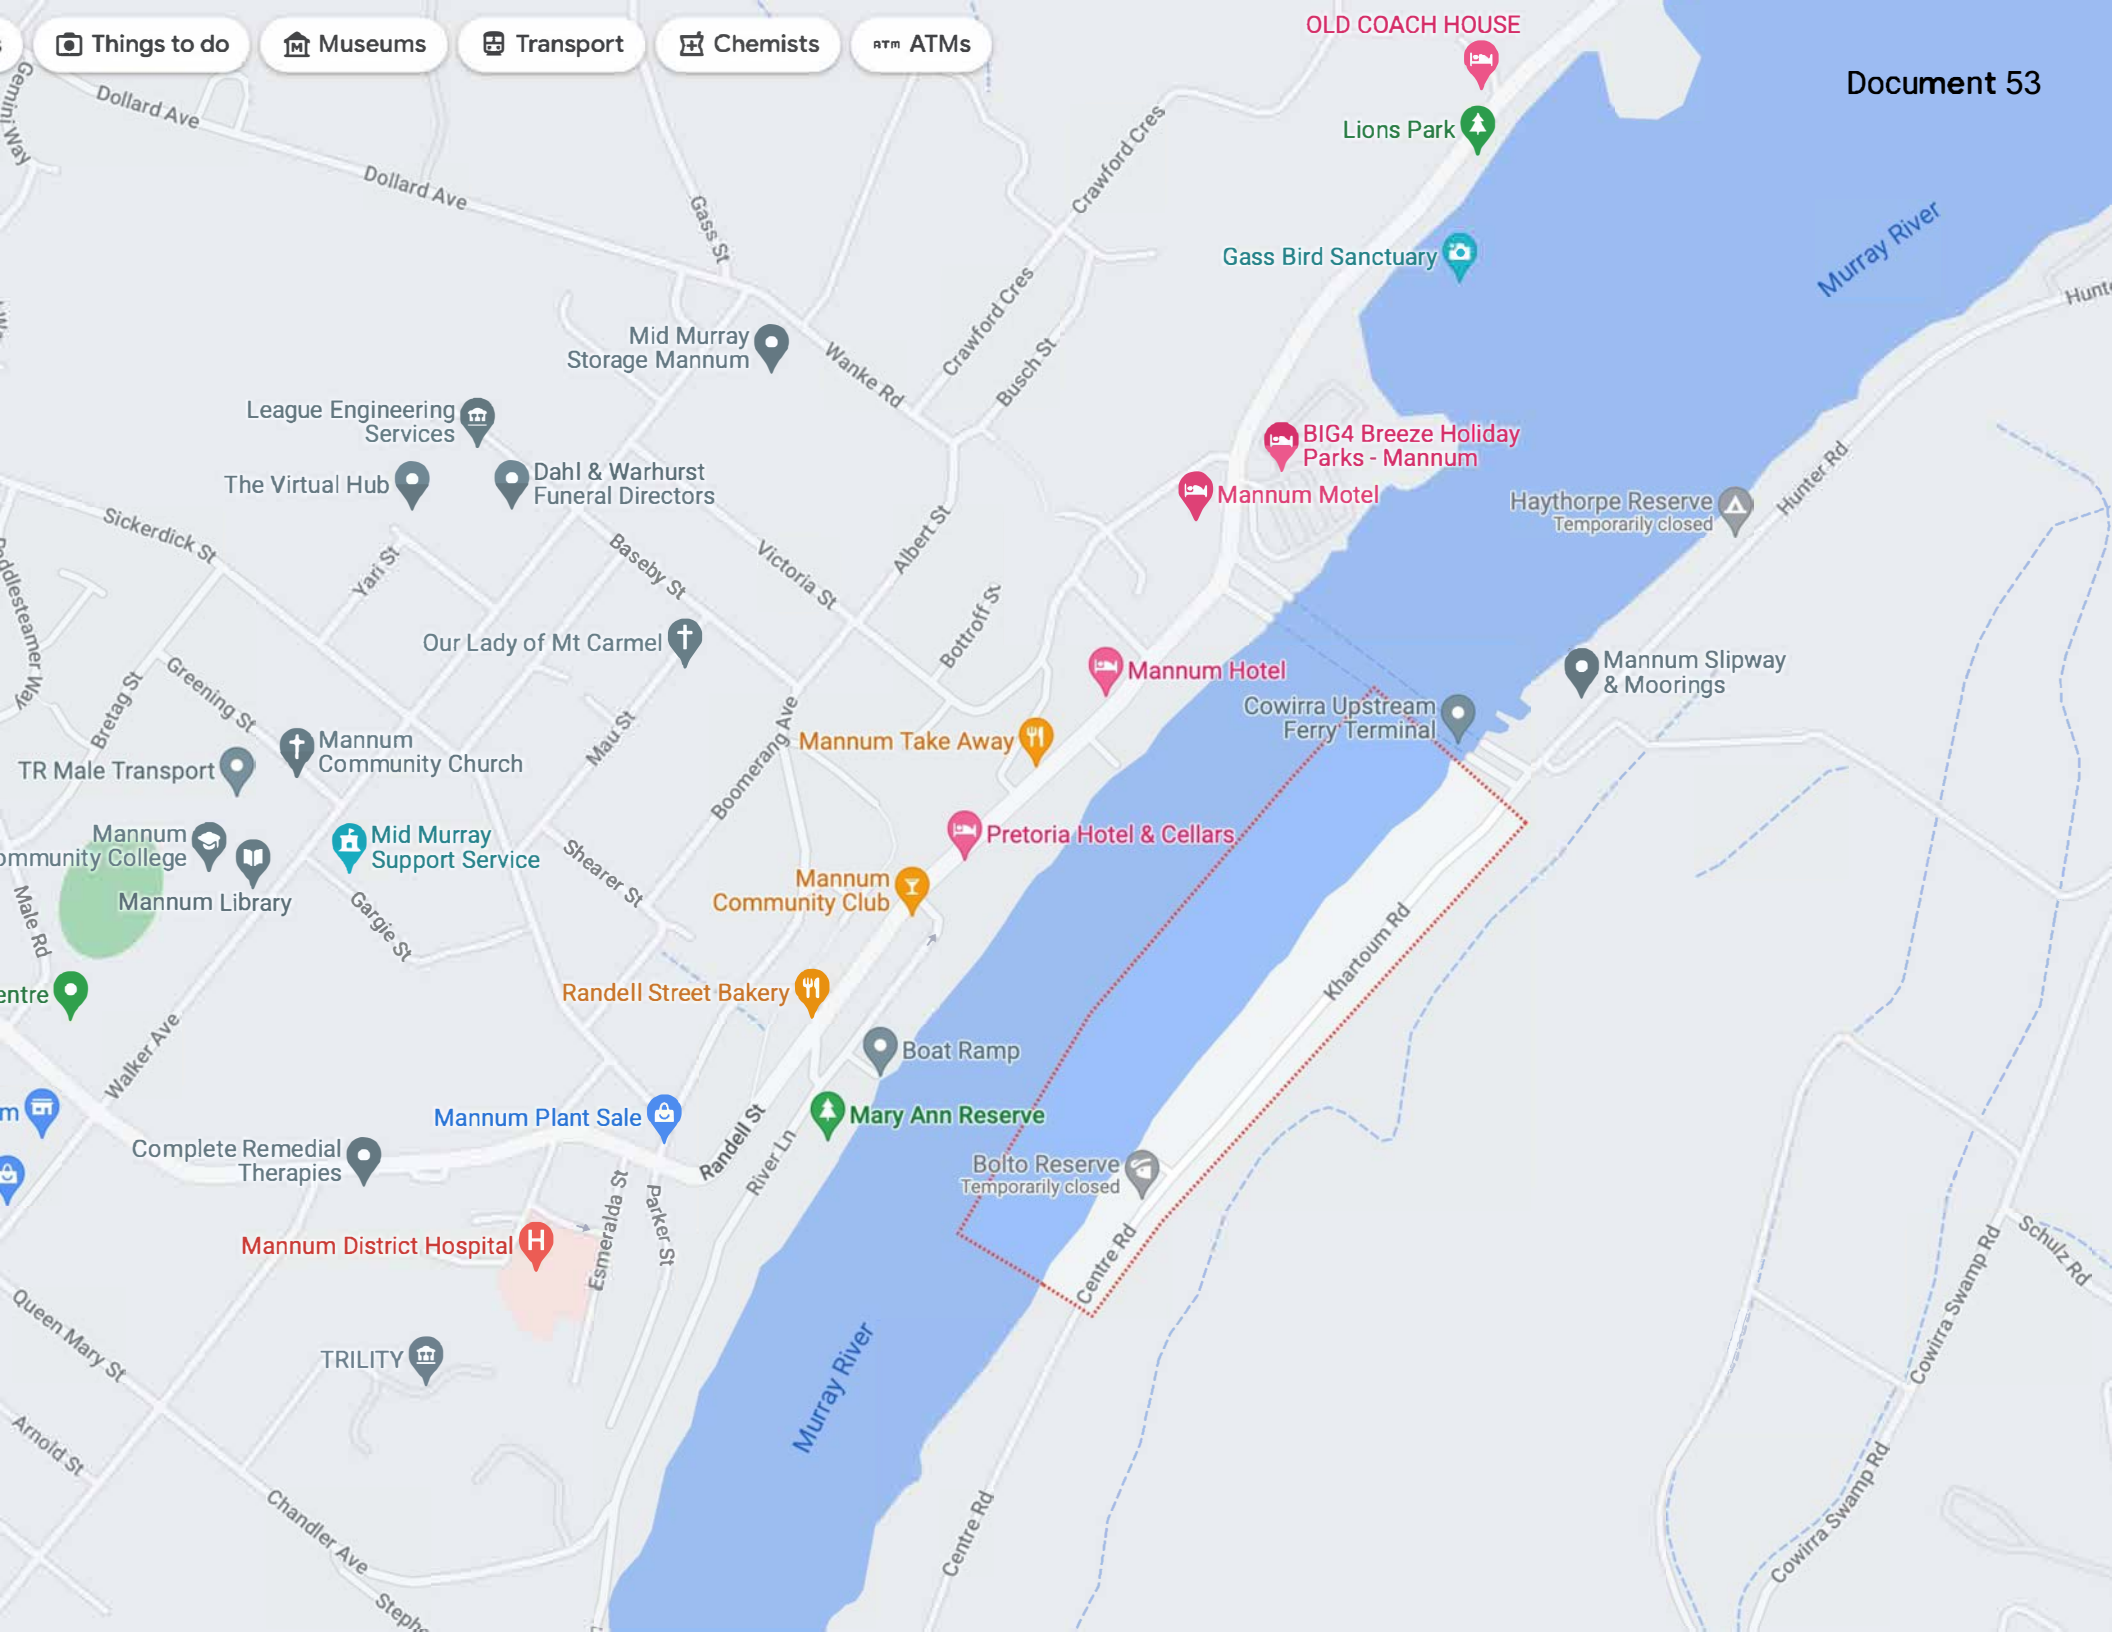 Things to do
Museums
Transport
Chemists
ATM ATMs
OLD COACH HOUSE
Document 53
Lions Park
Gemini Way
Dollard Ave
Dollard Ave
Gass St
Crawford Cres
Gass Bird Sanctuary
Murray River
Crawford Cres
Mid Murray
Storage Mannum
Wanke Rd
Busch St
League Engineering
Services
BIG4 Breeze Holiday
Parks - Mannum
The Virtual Hub
Dahl & Warhurst
Funeral Directors
Mannum Motel
Haythorpe Reserve
Temporarily closed
Hunter Rd
Sickerdick St
Yari St
Baseby St
Victoria St
Albert St
Bottroff St
Our Lady of Mt Carmel
Mannum Hotel
Mannum Slipway
& Moorings
Cowirra Upstream
Ferry Terminal
Bretag St
Greening St
Mau St
Boomerang Ave
Mannum Take Away
Mannum
Community Church
TR Male Transport
Mannum
ommunity College
Mid Murray
Support Service
Pretoria Hotel & Cellars
Mannum
Community Club
Shearer St
Mannum Library
Male Rd
Gargie St
Khartoum Rd
entre
Randell Street Bakery
Walker Ave
Boat Ramp
m
Mannum Plant Sale
Randell St
River Ln
Mary Ann Reserve
Complete Remedial
Therapies
Bolto Reserve
Temporarily closed
Esmeralda St
Parker St
H
Mannum District Hospital
Centre Rd
Schulz Rd
Queen Mary St
Cowirra Swamp Rd
TRILITY
Murray River
Arnold St
Chandler Ave
Centre Rd
Cowirra Swamp Rd